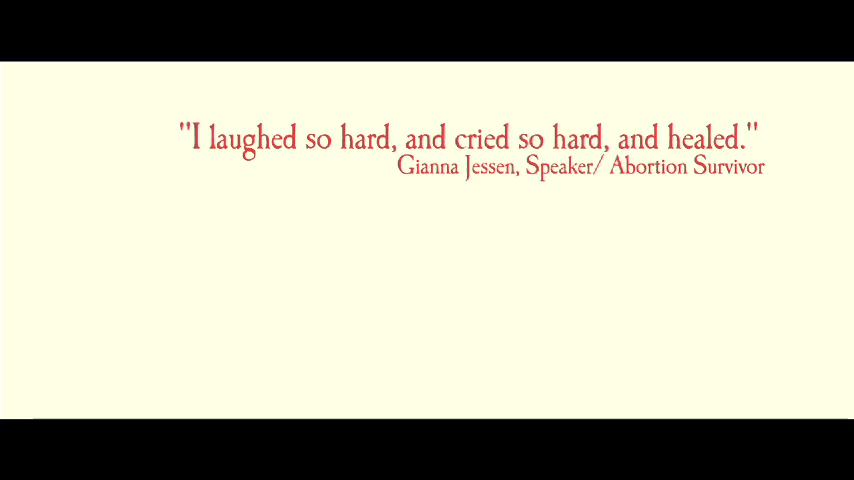 "I laughed so hard, and cried so hard, and healed."
Gianna Jessen, Speaker/ Abortion Survivor